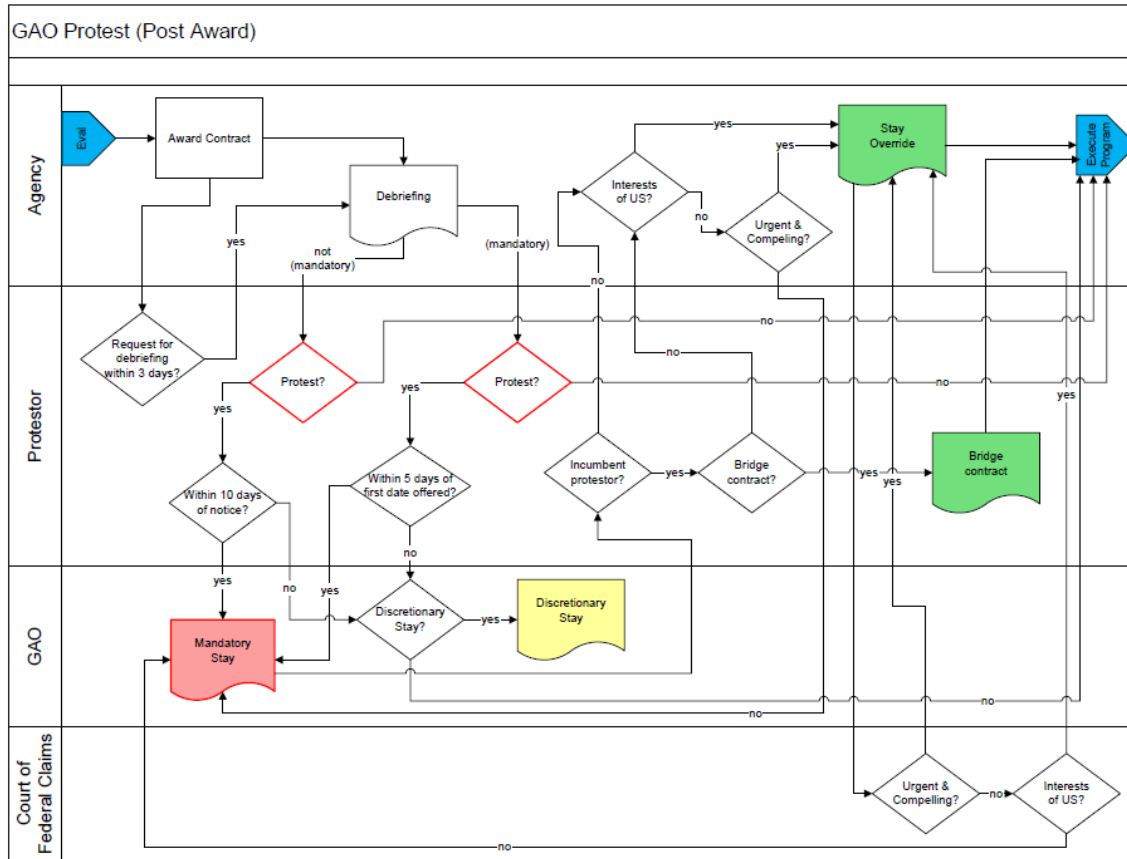 GAO Protest (Post Award)
Agency
Eval
Award Contract
Debriefing
yes
not
(mandatory)
(mandatory)
Interests
of US?
yes
no
Urgent &
Compeling?
yes
Stay
Override
Execute
Program
no
Protestor
Request for
debriefing
within 3 days?
Protest?
Protest?
no
no
no
yes
yes
yes
Within 10 days
of notice?
Within 5 days of
first date offered?
Incumbent
protestor?
yes
Bridge
contract?
yes
yes
Bridge
contract
no
GAO
yes
no
yes
Mandatory
Stay
Discretionary
Stay?
yes
Discretionary
Stay
no
no
Court of
Federal Claims
Urgent &
Compelling?
no
Interests
of US?
no